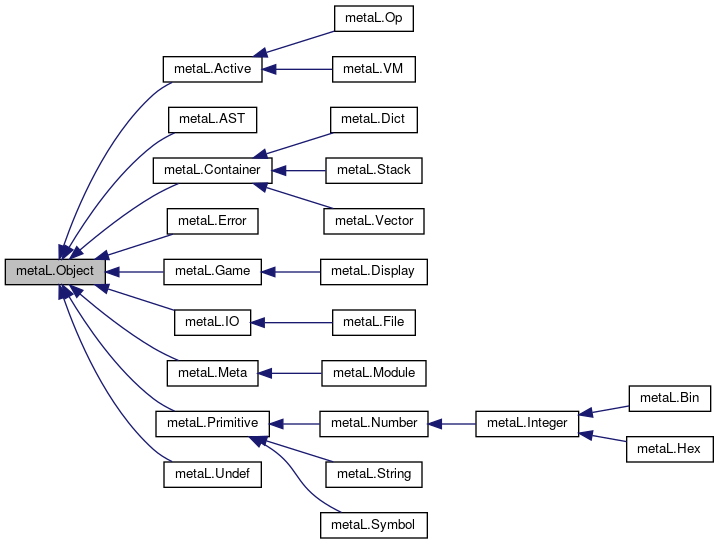 metaL.Op
metaL.Active
metaL.VM
metaL.AST
metaL.Dict
metaL.Container
metaL.Stack
metaL.Vector
metaL.Error
metaL.Object
metaL.Game
metaL.Display
metaL.IO
metaL.File
metaL.Meta
metaL.Module
metaL.Primitive
metaL.Number
metaL.Integer
metaL.Bin
metaL.Hex
metaL.Undef
metaL.String
metaL.Symbol